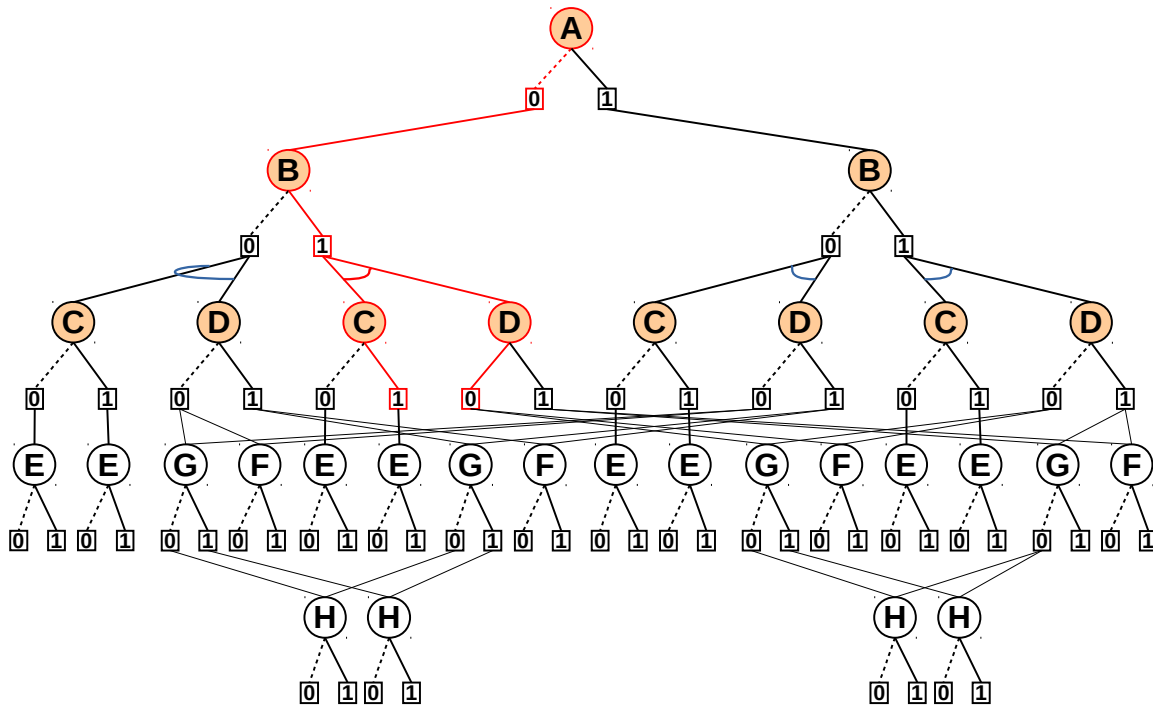 A
0 1
B B
0 1 0 1
C D C D C D C D
0 1 0 1 0 1 0 1 0 1 0 1 0 1 0 1
E E G F E E G F E E G F E E G F
0 1 0 1 0 1 0 1 0 1 0 1 0 1 0 1 0 1 0 1 0 1 0 1 0 1 0 1 0 1 0 1
H H H H
0 1 0 1 0 1 0 1